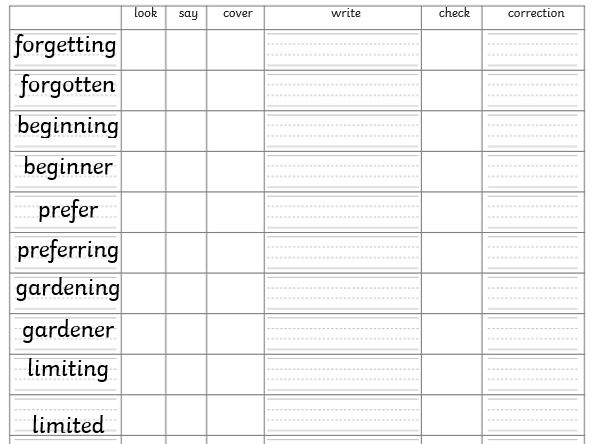 look say cover write check correction
forgetting
forgotten
beginning
beginner
prefer
preferring
gardening
gardener
limiting
limited